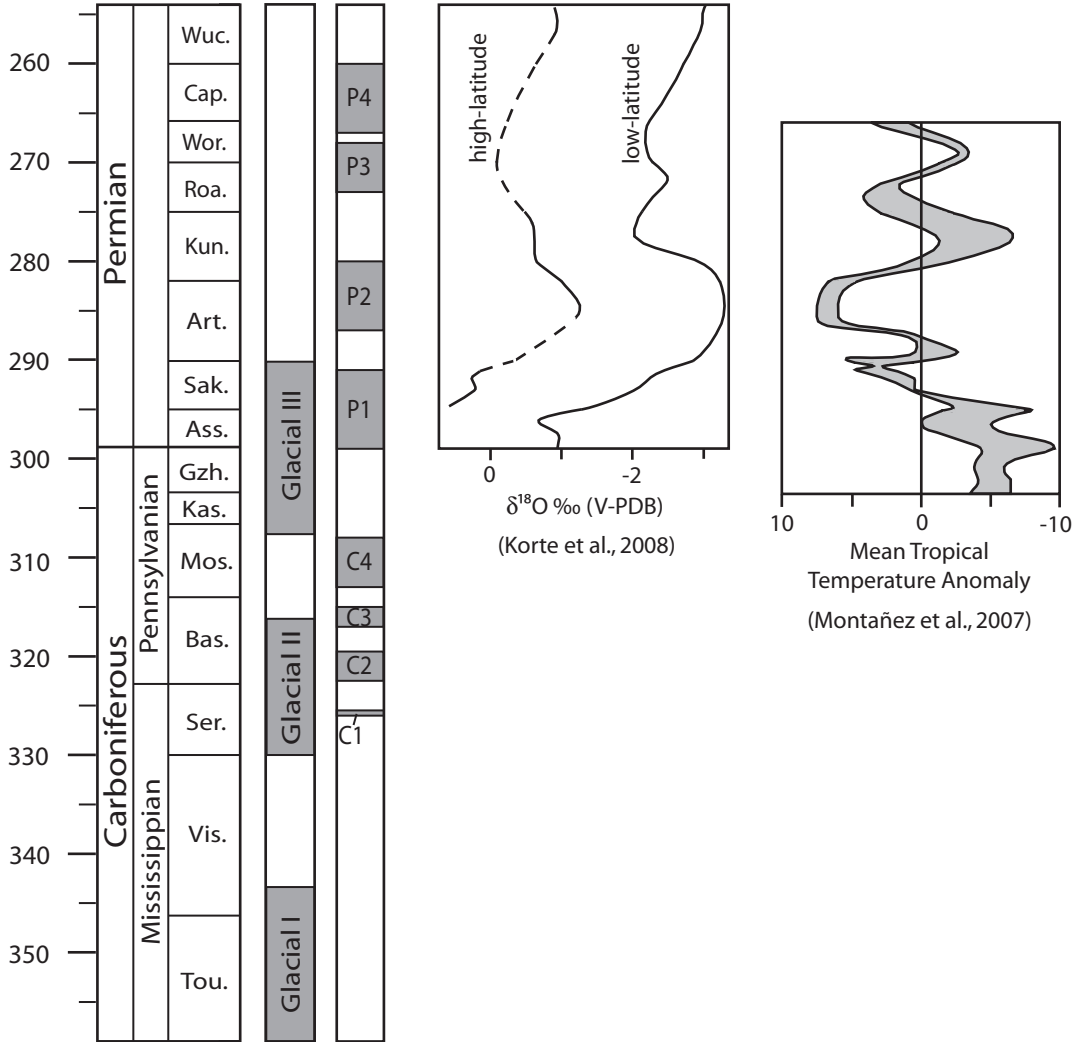 260
270
280
290
300
310
320
330
340
350
Permian
Carboniferous
Pennsylvanian
Mississippian
Wuc.
Cap.
Wor.
Roa.
Kun.
Art.
Sak.
Ass.
Gzh.
Kas.
Mos.
Bas.
Ser.
Vis.
Tou.
Glacial III
Glacial II
Glacial I
P4
P3
P2
P1
C4
C3
C2
C1
high-latitude
low-latitude
0
-2
δ¹⁸O ‰ (V-PDB)
(Korte et al., 2008)
10
0
-10
Mean Tropical
Temperature Anomaly
(Montañez et al., 2007)